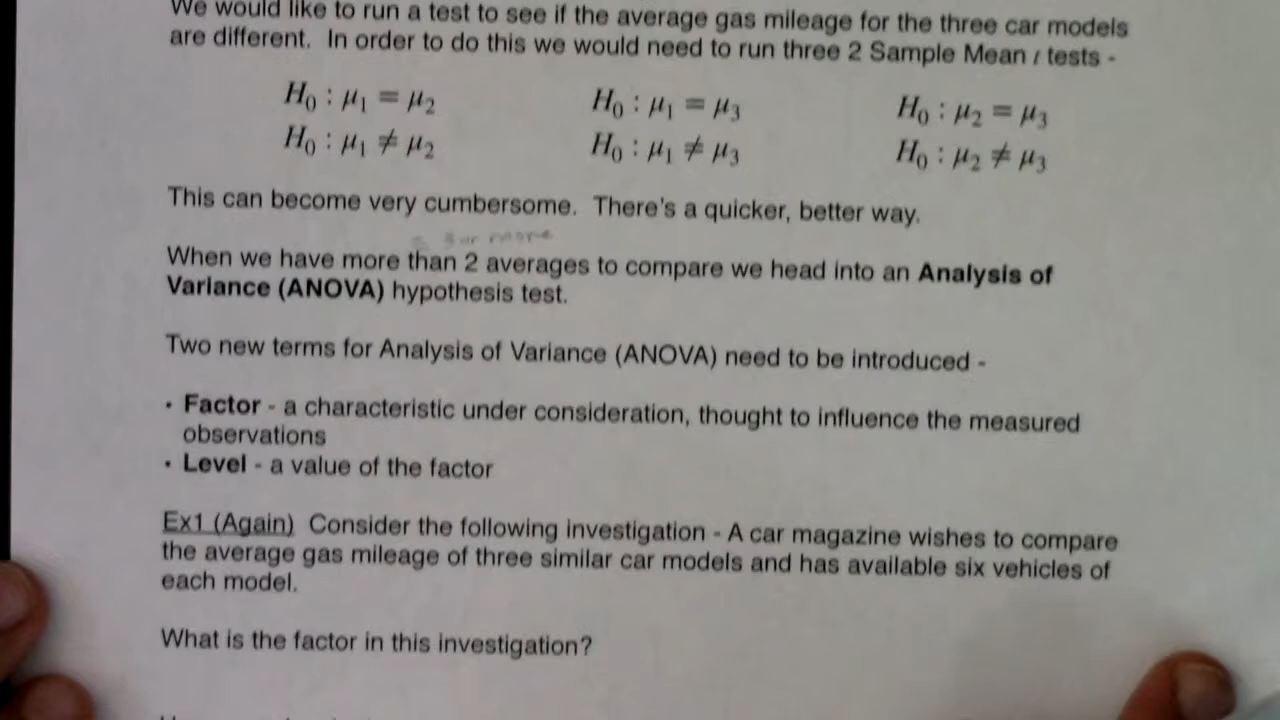 We would like to run a test to see if the average gas mileage for the three car models
are different. In order to do this we would need to run three 2 Sample Mean t tests -
H₀ : μ₁ = μ₂ H₀ : μ₁ = μ₃ H₀ : μ₂ = μ₃
H₀ : μ₁ ≠ μ₂ H₀ : μ₁ ≠ μ₃ H₀ : μ₂ ≠ μ₃
This can become very cumbersome. There's a quicker, better way.
3 or more
When we have more than 2 averages to compare we head into an Analysis of
Variance (ANOVA) hypothesis test.
Two new terms for Analysis of Variance (ANOVA) need to be introduced -
• Factor - a characteristic under consideration, thought to influence the measured
observations
• Level - a value of the factor
Ex1 (Again) Consider the following investigation - A car magazine wishes to compare
the average gas mileage of three similar car models and has available six vehicles of
each model.
What is the factor in this investigation?